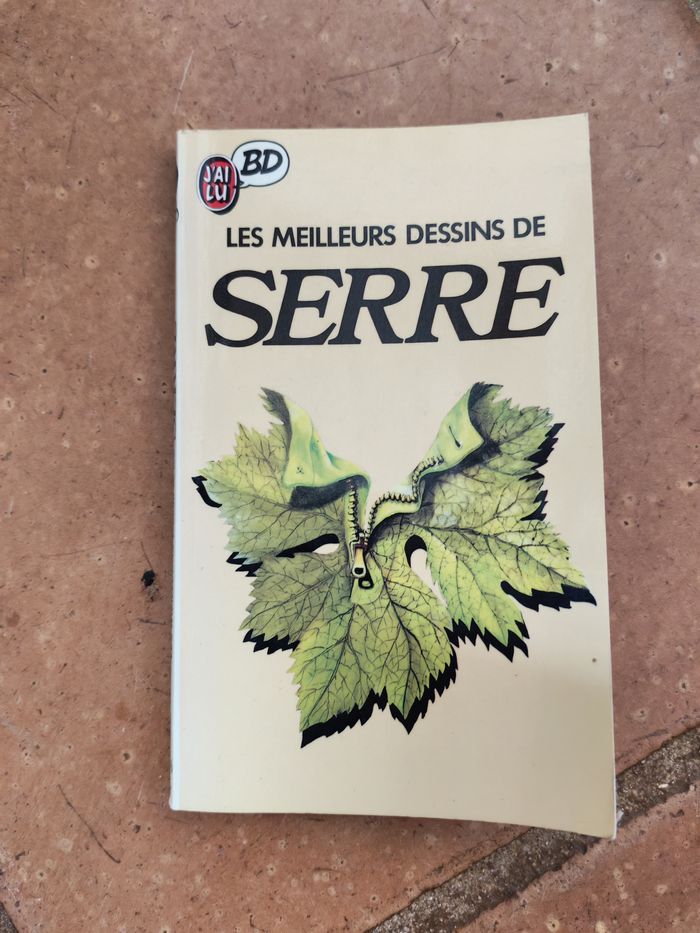 J'AI
LU
BD
LES MEILLEURS DESSINS DE
SERRE